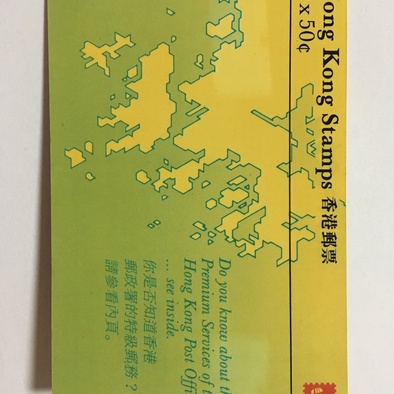 ong Kong Stamps 香港郵票
x 50¢
Do you know about th
Premium Services of t
Hong Kong Post Offi
... see inside.
你是否知道香港
郵政署的特級郵務？
請參看內頁。